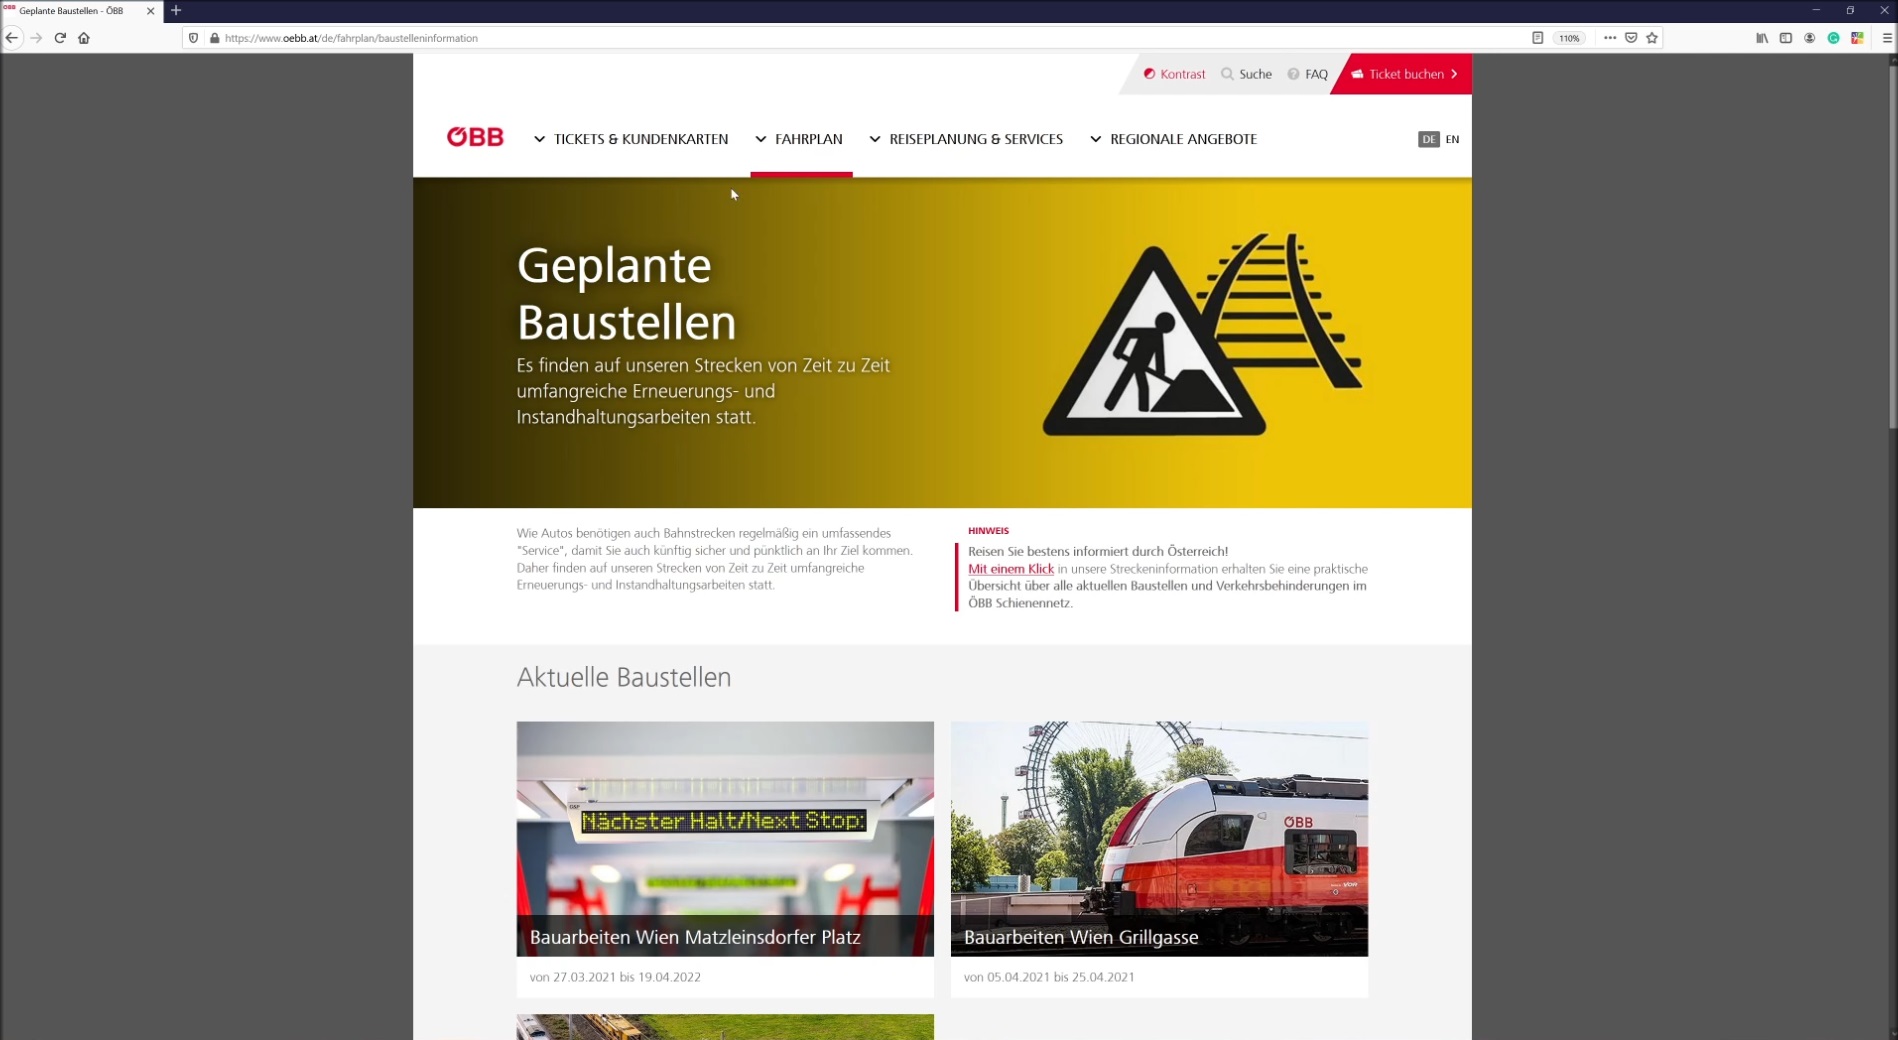 Geplante Baustellen - ÖBB
https://www.oebb.at/de/fahrplan/baustelleninformation
110%
Kontrast
Suche
FAQ
Ticket buchen
ÖBB
TICKETS & KUNDENKARTEN
FAHRPLAN
REISEPLANUNG & SERVICES
REGIONALE ANGEBOTE
DE
EN
Geplante
Baustellen
Es finden auf unseren Strecken von Zeit zu Zeit
umfangreiche Erneuerungs- und
Instandhaltungsarbeiten statt.
Wie Autos benötigen auch Bahnstrecken regelmäßig ein umfassendes
"Service", damit Sie auch künftig sicher und pünktlich an Ihr Ziel kommen.
Daher finden auf unseren Strecken von Zeit zu Zeit umfangreiche
Erneuerungs- und Instandhaltungsarbeiten statt.
HINWEIS
Reisen Sie bestens informiert durch Österreich!
Mit einem Klick in unsere Streckeninformation erhalten Sie eine praktische
Übersicht über alle aktuellen Baustellen und Verkehrsbehinderungen im
ÖBB Schienennetz.
Aktuelle Baustellen
Nächster Halt/Next Stop:
Bauarbeiten Wien Matzleinsdorfer Platz
von 27.03.2021 bis 19.04.2022
ÖBB
Bauarbeiten Wien Grillgasse
von 05.04.2021 bis 25.04.2021